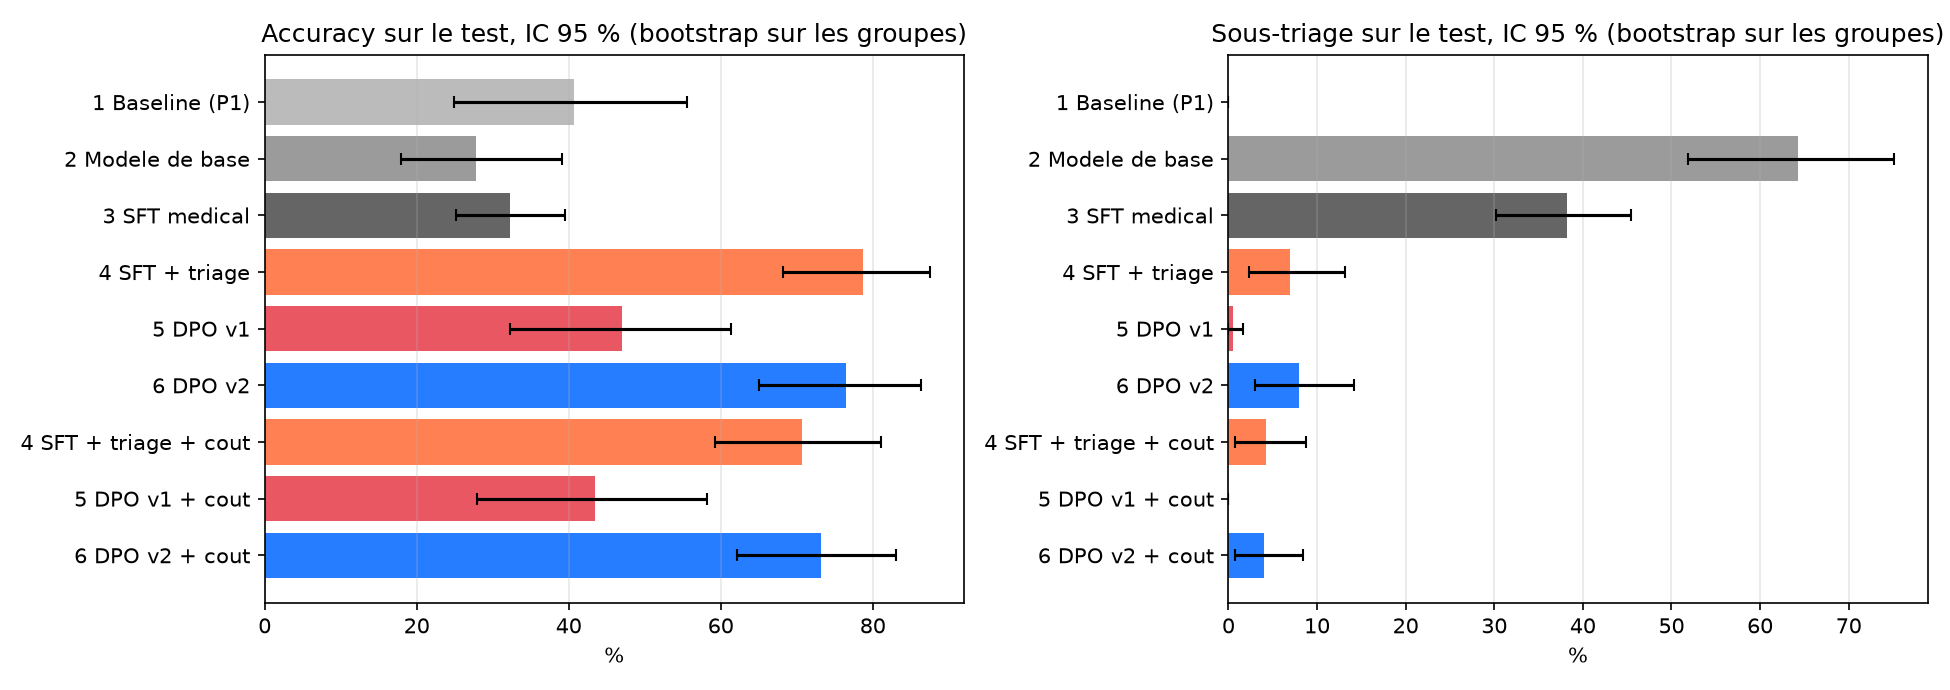 Accuracy sur le test, IC 95 % (bootstrap sur les groupes)
1 Baseline (P1)
2 Modele de base
3 SFT medical
4 SFT + triage
5 DPO v1
6 DPO v2
4 SFT + triage + cout
5 DPO v1 + cout
6 DPO v2 + cout
0 20 40 60 80
%
Sous-triage sur le test, IC 95 % (bootstrap sur les groupes)
1 Baseline (P1)
2 Modele de base
3 SFT medical
4 SFT + triage
5 DPO v1
6 DPO v2
4 SFT + triage + cout
5 DPO v1 + cout
6 DPO v2 + cout
0 10 20 30 40 50 60 70
%